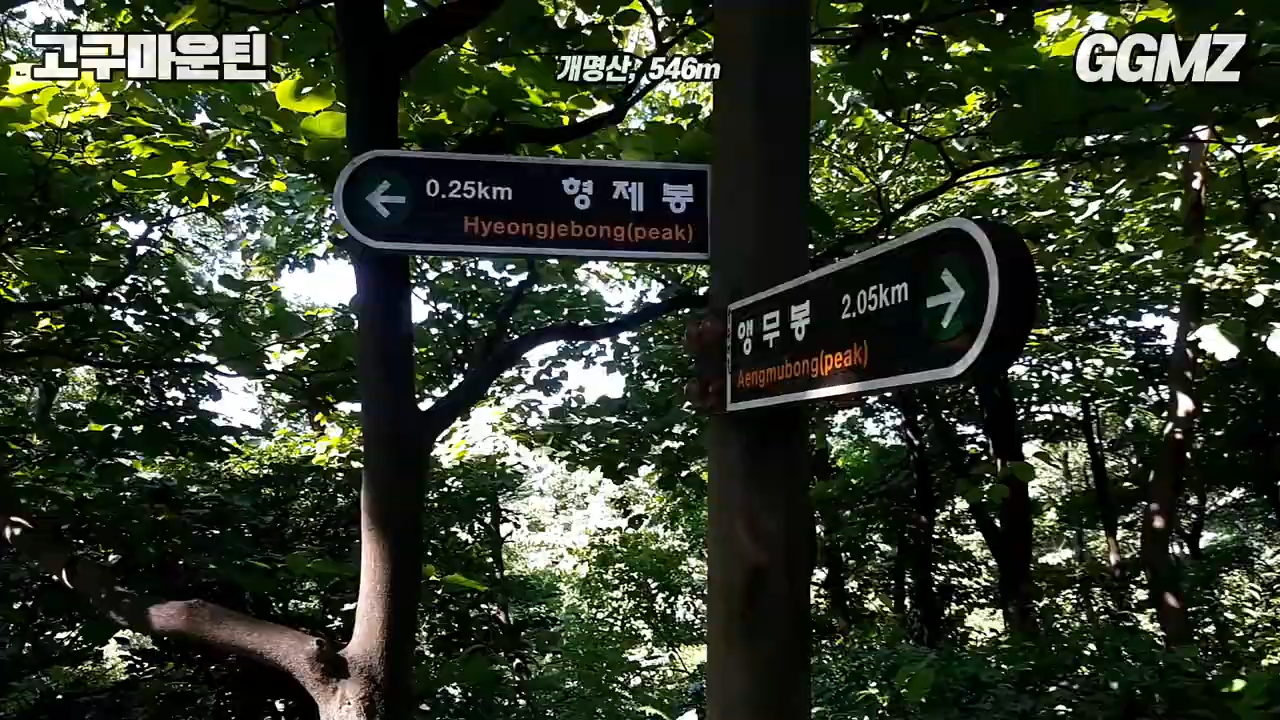 고구마운틴
개명산, 546m
GGMZ
0.25km 형제봉
Hyeongjebong(peak)
앵무봉 2.05km
Aengmubong(peak)